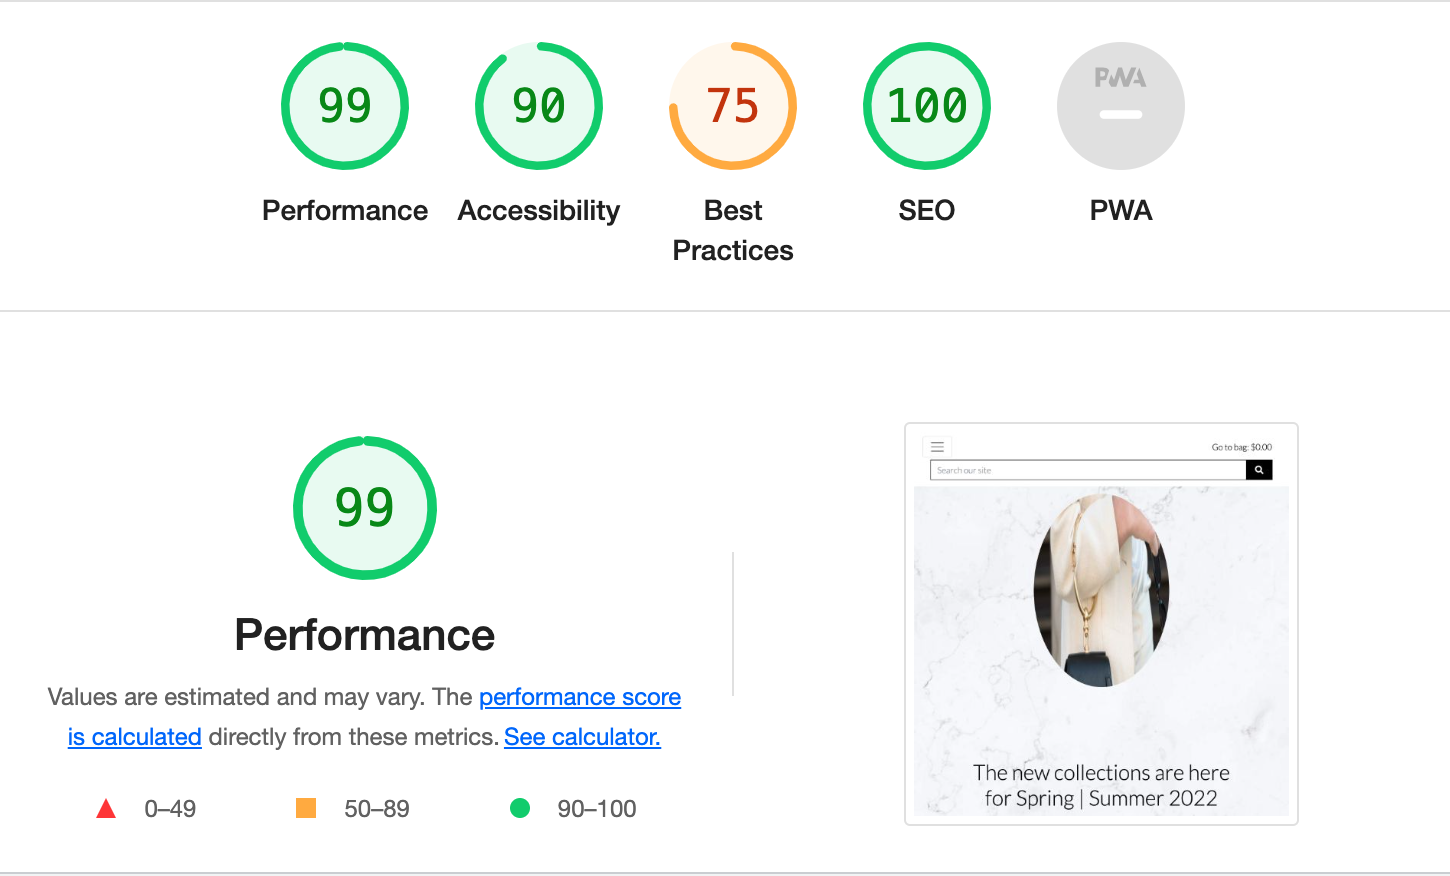 99
90
75
100
PWA
Performance
Accessibility
Best
Practices
SEO
PWA
99
Performance
Values are estimated and may vary. The performance score
is calculated directly from these metrics. See calculator.
0–49
50–89
90–100
Go to bag: $0.00
Search our site
The new collections are here
for Spring | Summer 2022